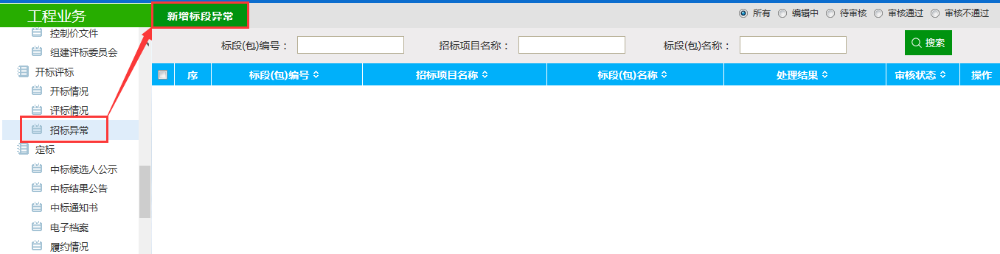 工程业务
控制价文件
组建评标委员会
开标评标
开标情况
评标情况
招标异常
定标
中标候选人公示
中标结果公告
中标通知书
电子档案
履约情况
新增标段异常
所有 编辑中 待审核 审核通过 审核不通过
标段(包)编号： 招标项目名称： 标段(包)名称： 搜索
序 标段(包)编号 招标项目名称 标段(包)名称 处理结果 审核状态 操作